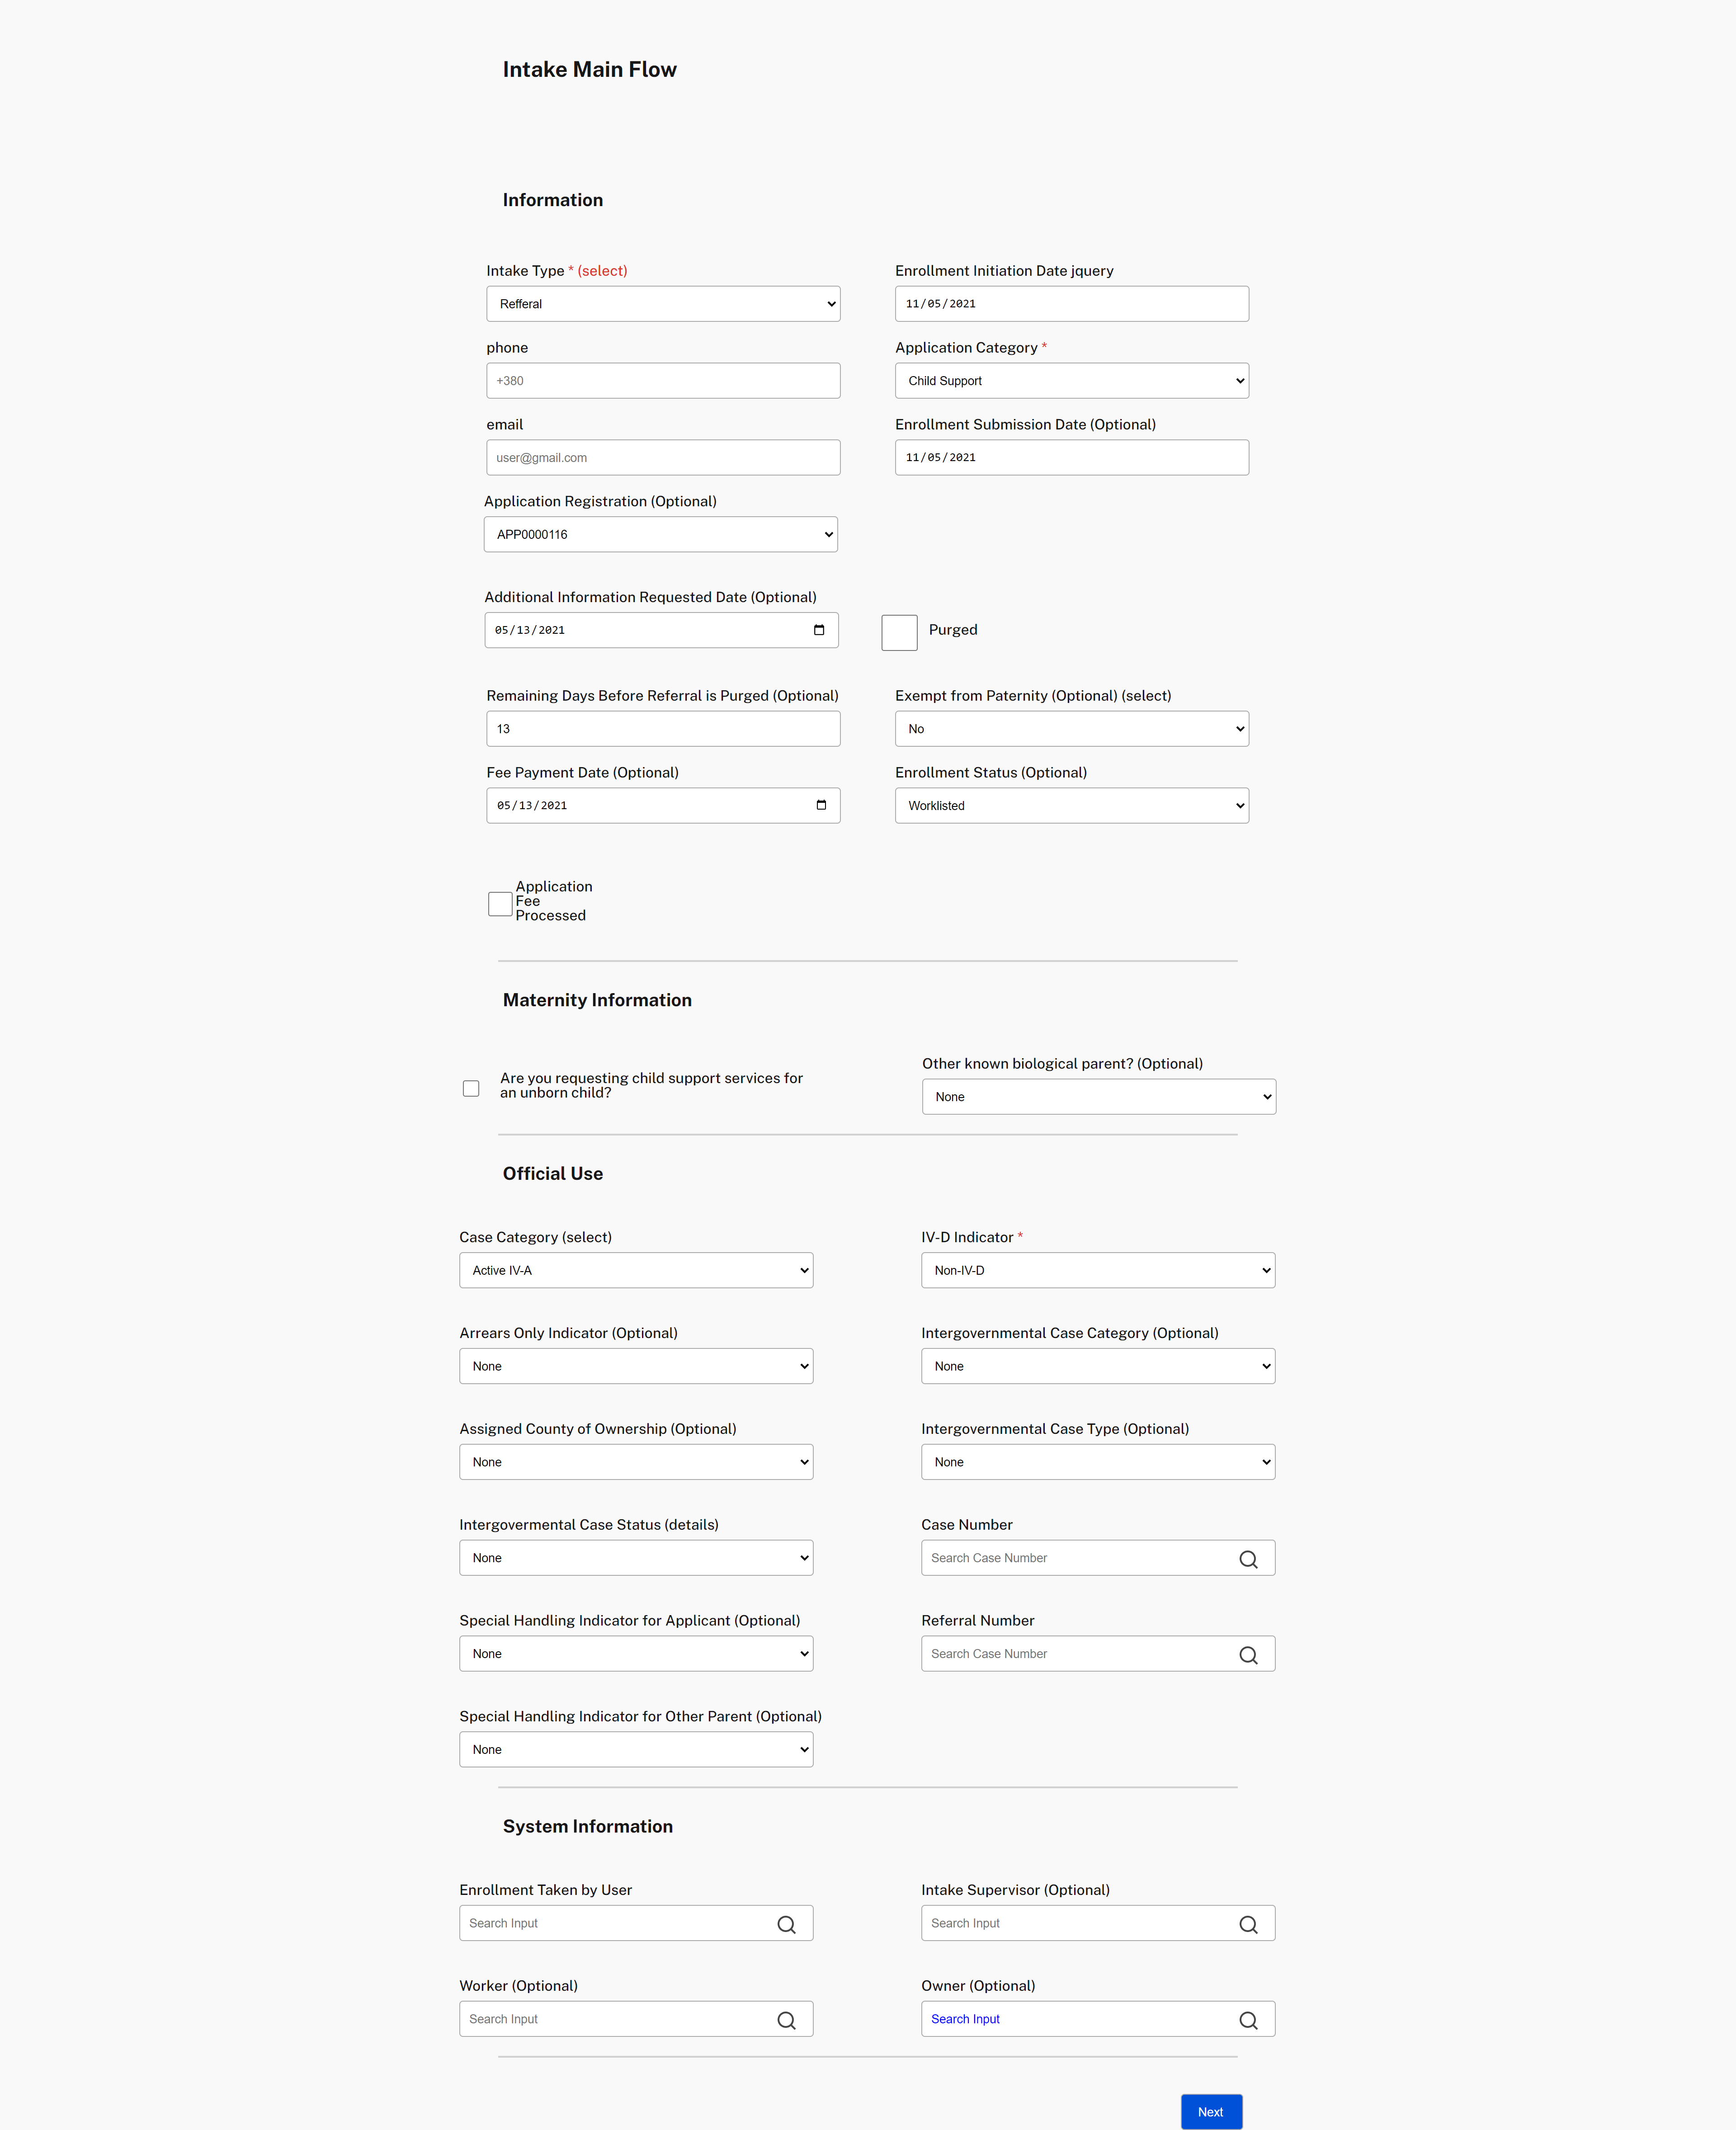 Intake Main Flow
Information
Intake Type * (select)
Enrollment Initiation Date jquery
Refferal
11/05/2021
phone
Application Category *
+380
Child Support
email
Enrollment Submission Date (Optional)
user@gmail.com
11/05/2021
Application Registration (Optional)
APP0000116
Additional Information Requested Date (Optional)
05/13/2021
Purged
Remaining Days Before Referral is Purged (Optional)
Exempt from Paternity (Optional) (select)
13
No
Fee Payment Date (Optional)
Enrollment Status (Optional)
05/13/2021
Worklisted
Application
Fee
Processed
Maternity Information
Other known biological parent? (Optional)
Are you requesting child support services for
an unborn child?
None
Official Use
Case Category (select)
IV-D Indicator *
Active IV-A
Non-IV-D
Arrears Only Indicator (Optional)
Intergovernmental Case Category (Optional)
None
None
Assigned County of Ownership (Optional)
Intergovernmental Case Type (Optional)
None
None
Intergovermental Case Status (details)
Case Number
None
Search Case Number
Special Handling Indicator for Applicant (Optional)
Referral Number
None
Search Case Number
Special Handling Indicator for Other Parent (Optional)
None
System Information
Enrollment Taken by User
Intake Supervisor (Optional)
Search Input
Search Input
Worker (Optional)
Owner (Optional)
Search Input
Search Input
Next